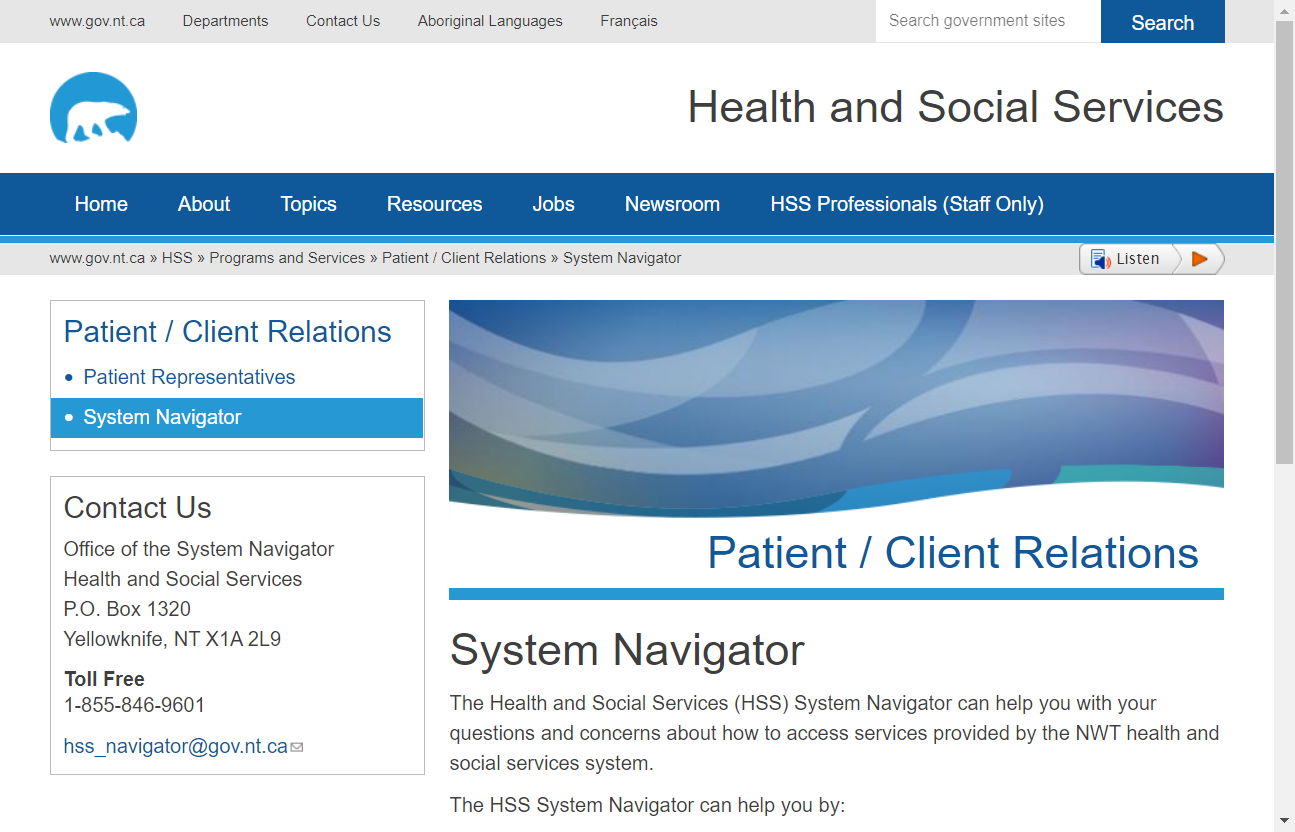 www.gov.nt.ca Departments Contact Us Aboriginal Languages Français Search government sites Search
Health and Social Services
Home About Topics Resources Jobs Newsroom HSS Professionals (Staff Only)
www.gov.nt.ca » HSS » Programs and Services » Patient / Client Relations » System Navigator Listen
Patient / Client Relations
• Patient Representatives
• System Navigator
Contact Us
Office of the System Navigator
Health and Social Services
P.O. Box 1320
Yellowknife, NT X1A 2L9
Toll Free
1-855-846-9601
hss_navigator@gov.nt.ca
Patient / Client Relations
System Navigator
The Health and Social Services (HSS) System Navigator can help you with your
questions and concerns about how to access services provided by the NWT health and
social services system.
The HSS System Navigator can help you by: